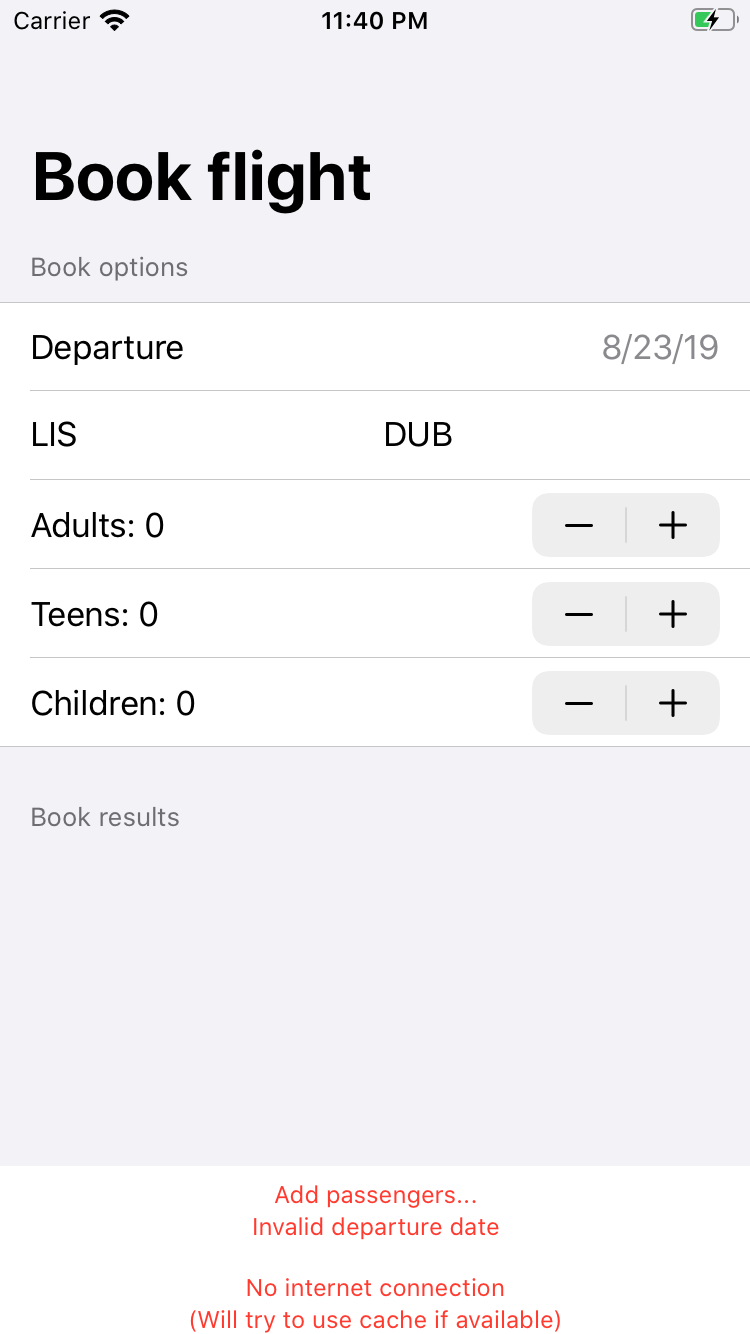 Carrier 11:40 PM
Book flight
Book options
Departure 8/23/19
LIS DUB
Adults: 0
Teens: 0
Children: 0
Book results
Add passengers...
Invalid departure date
No internet connection
(Will try to use cache if available)